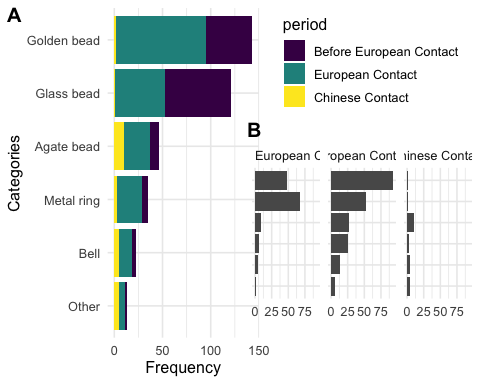 A
Golden bead
Glass bead
Agate bead
Metal ring
Bell
Other
Categories
0 50 100 150
Frequency
period
Before European Contact
European Contact
Chinese Contact
B
European C
ropean Cont
hinese Conta
0 25 50 75
0 25 50 75
0 25 50 75